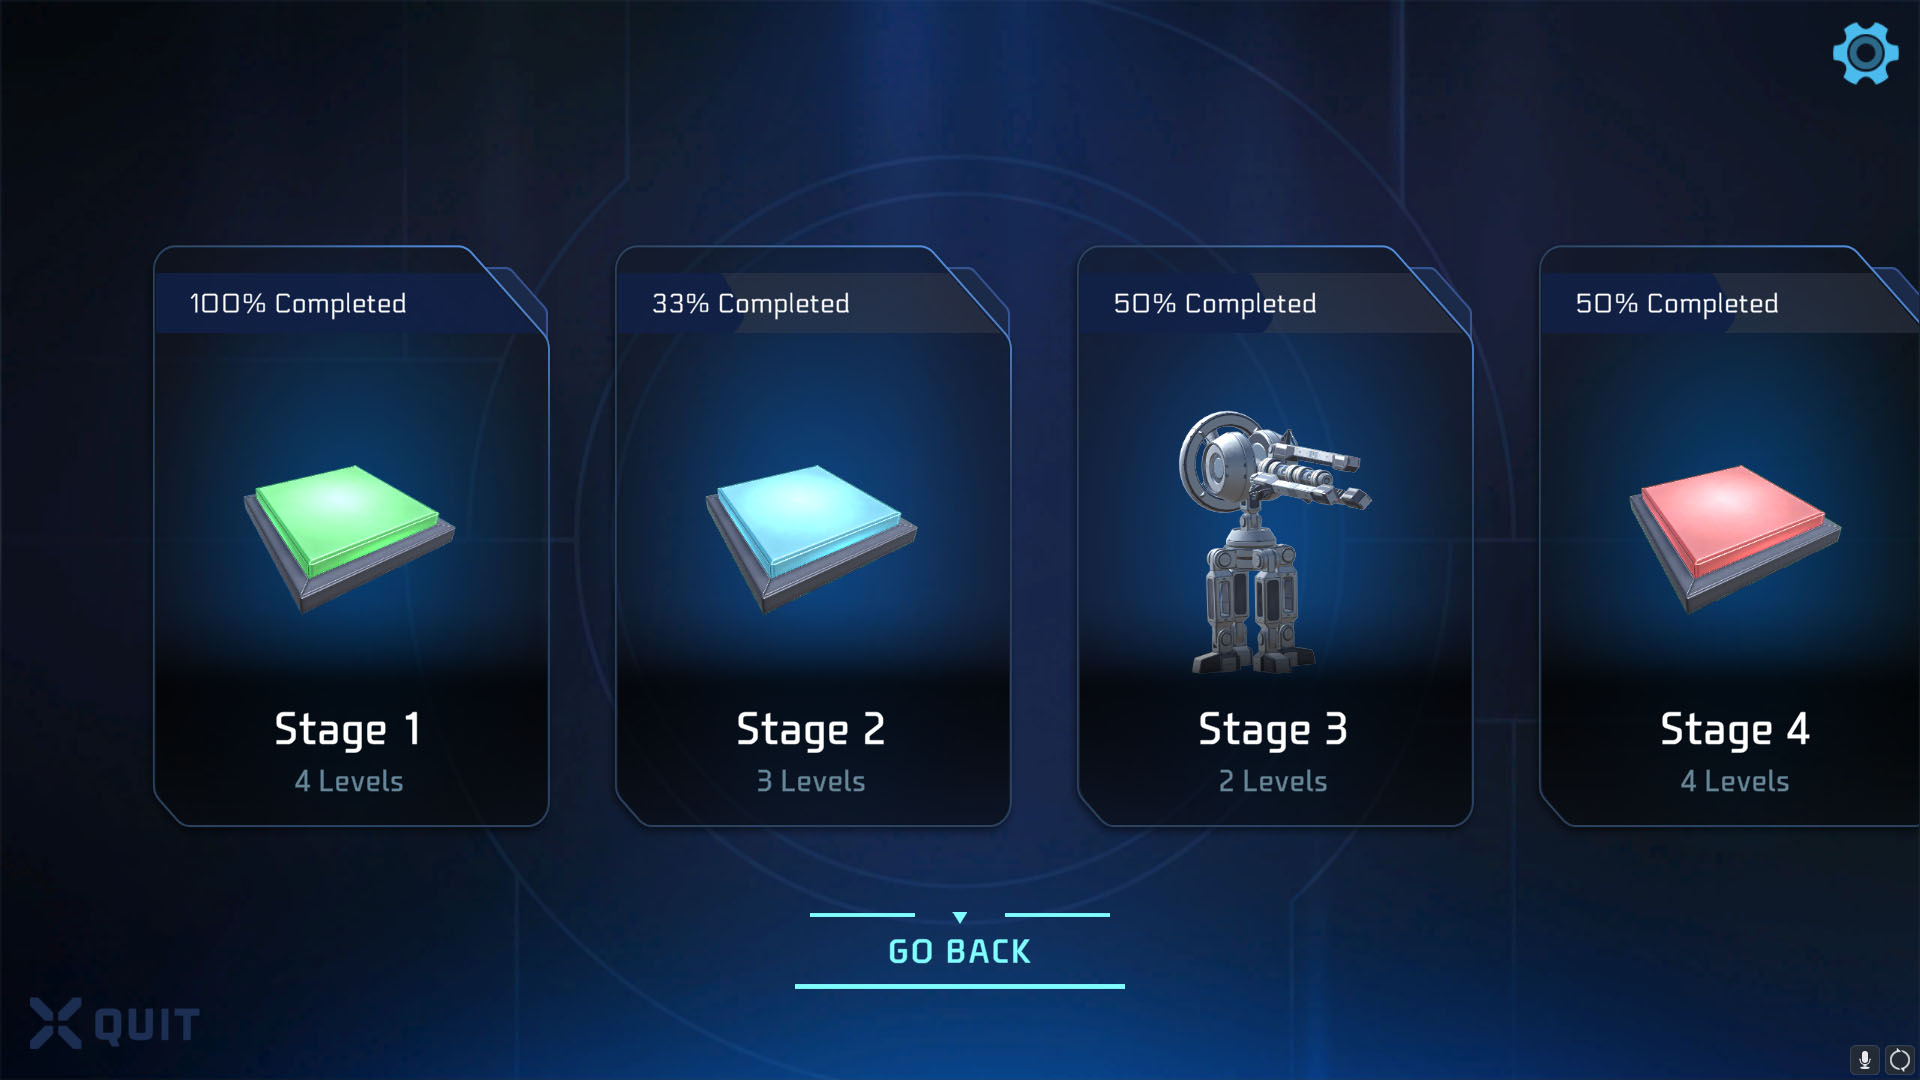 100% Completed
33% Completed
50% Completed
50% Completed
Stage 1
4 Levels
Stage 2
3 Levels
Stage 3
2 Levels
Stage 4
4 Levels
GO BACK
QUIT